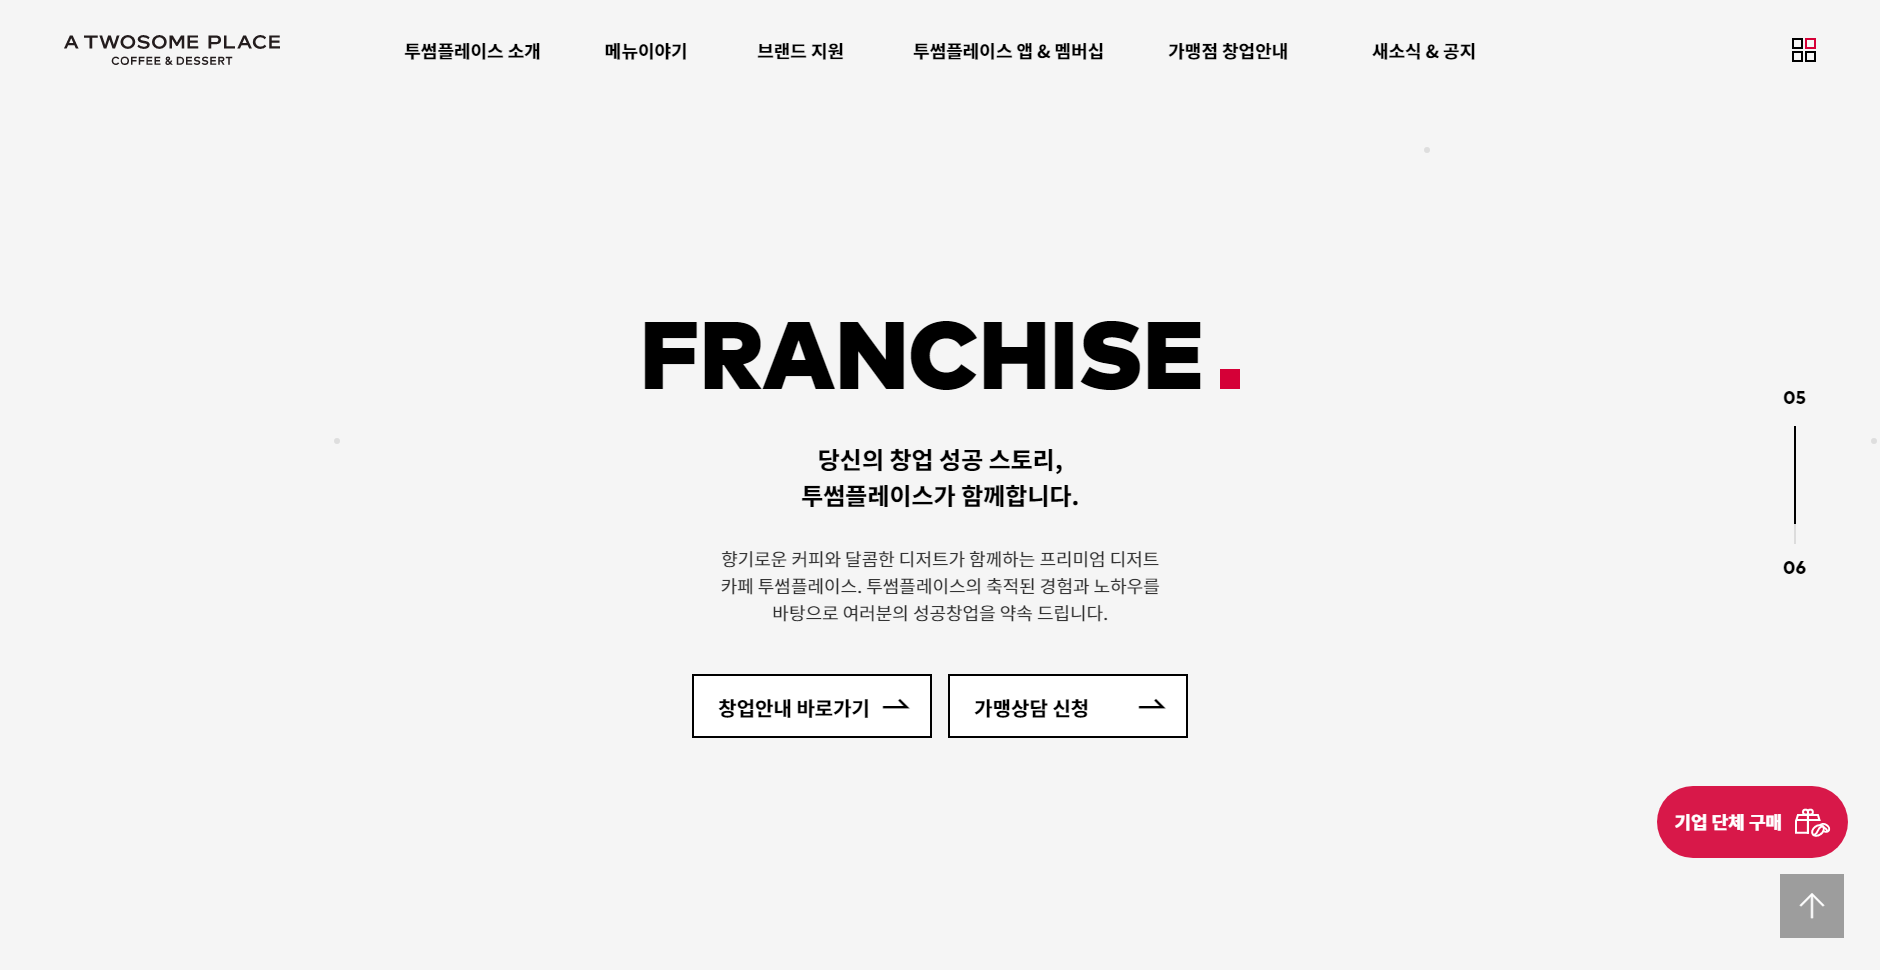 A TWOSOME PLACE
COFFEE & DESSERT
투썸플레이스 소개
메뉴이야기
브랜드 지원
투썸플레이스 앱 & 멤버십
가맹점 창업안내
새소식 & 공지
FRANCHISE.
당신의 창업 성공 스토리,
투썸플레이스가 함께합니다.
향기로운 커피와 달콤한 디저트가 함께하는 프리미엄 디저트
카페 투썸플레이스. 투썸플레이스의 축적된 경험과 노하우를
바탕으로 여러분의 성공창업을 약속 드립니다.
창업안내 바로가기
가맹상담 신청
05
06
기업 단체 구매